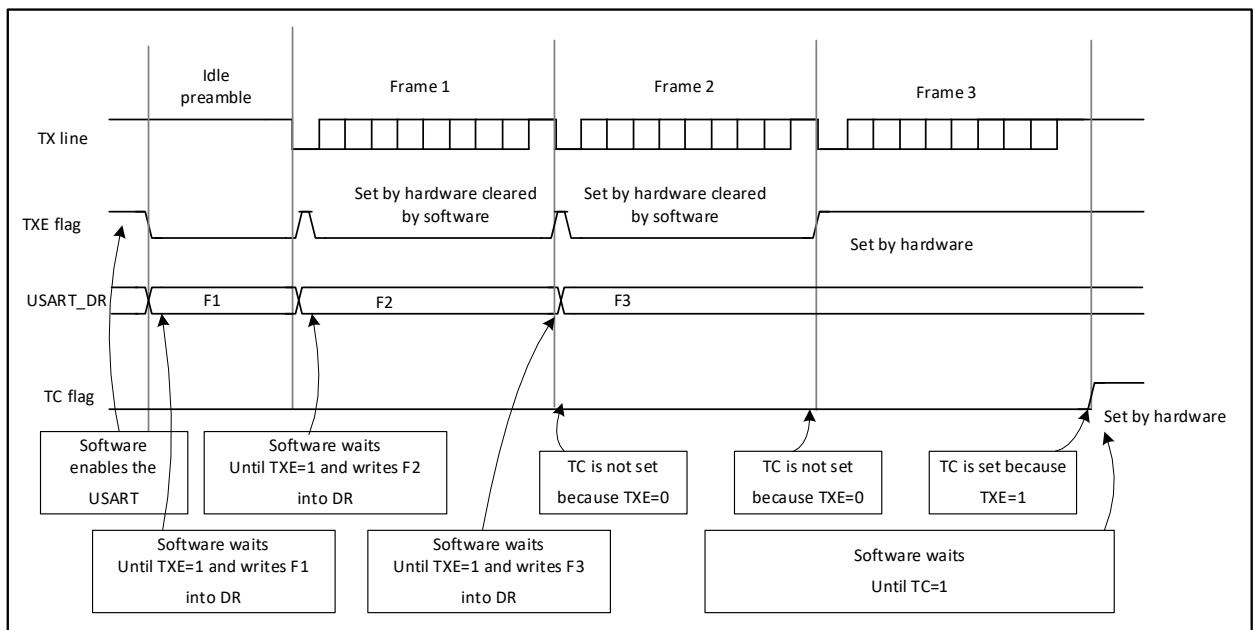 Idle
preamble
Frame 1
Frame 2
Frame 3
TX line
Set by hardware cleared
by software
Set by hardware cleared
by software
TXE flag
Set by hardware
USART_DR
F1
F2
F3
TC flag
Set by hardware
Software
enables the
USART
Software waits
Until TXE=1 and writes F2
into DR
TC is not set
because TXE=0
TC is not set
because TXE=0
TC is set because
TXE=1
Software waits
Until TXE=1 and writes F1
into DR
Software waits
Until TXE=1 and writes F3
into DR
Software waits
Until TC=1